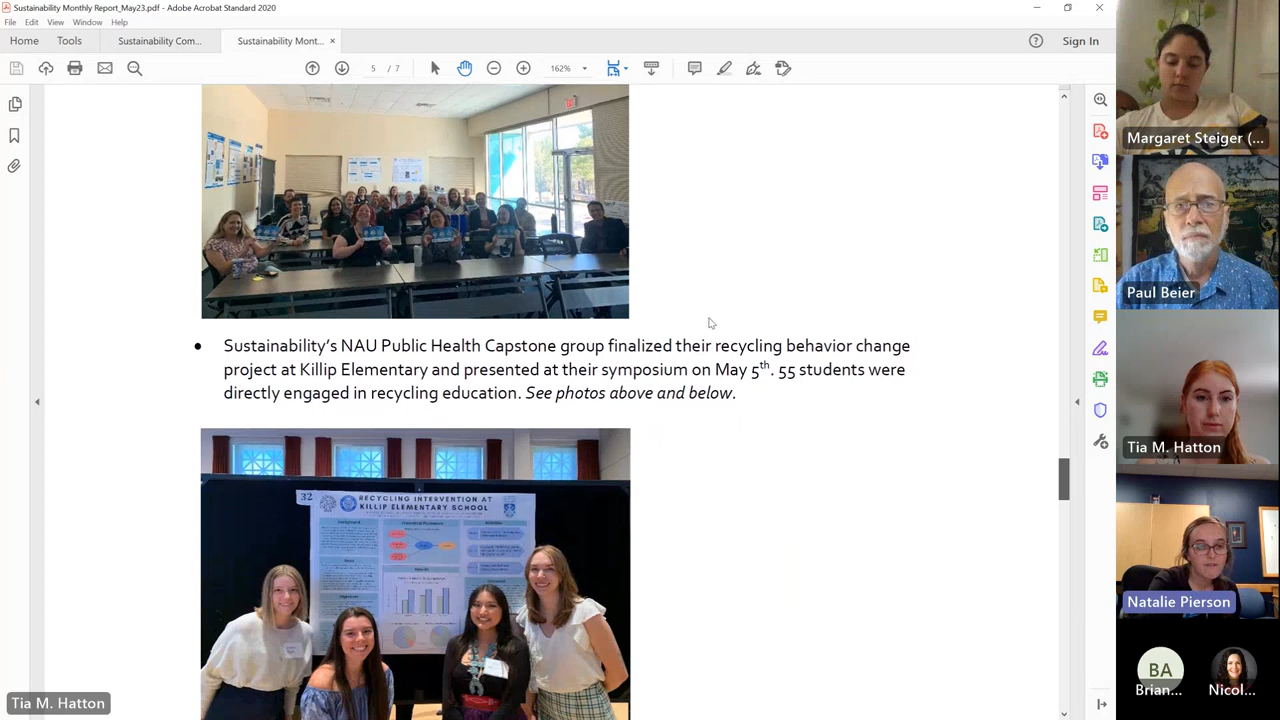 Sustainability Monthly Report_May23.pdf - Adobe Acrobat Standard 2020
File Edit View Window Help
Home Tools Sustainability Com... Sustainability Mont... × Sign In
5 / 7 162%
Sustainability's NAU Public Health Capstone group finalized their recycling behavior change
project at Killip Elementary and presented at their symposium on May 5th. 55 students were
directly engaged in recycling education. See photos above and below.
32
RECYCLING INTERVENTION AT
KILLIP ELEMENTARY SCHOOL
Tia M. Hatton
Margaret Steiger (...
Paul Beier
Tia M. Hatton
Natalie Pierson
BA
Brian...
Nicol...